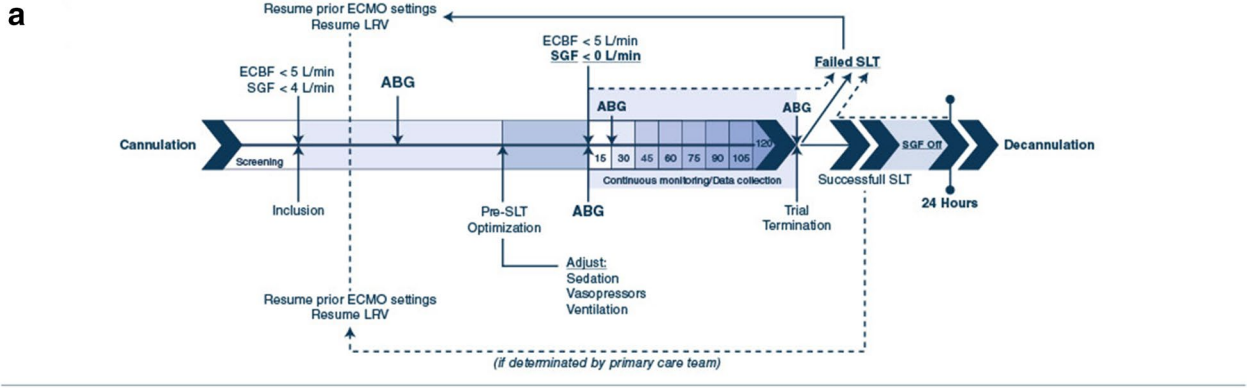 a
Resume prior ECMO settings
Resume LRV
ECBF < 5 L/min
SGF < 0 L/min
ECBF < 5 L/min
SGF < 4 L/min
ABG
Failed SLT
ABG
ABG
Cannulation
Screening
15 30 45 60 75 90 105 120
SGF Off
Decannulation
Continuous monitoring/Data collection
Successfull SLT
Inclusion
Pre-SLT
Optimization
ABG
Trial
Termination
24 Hours
Adjust:
Sedation
Vasopressors
Ventilation
Resume prior ECMO settings
Resume LRV
(if determinated by primary care team)